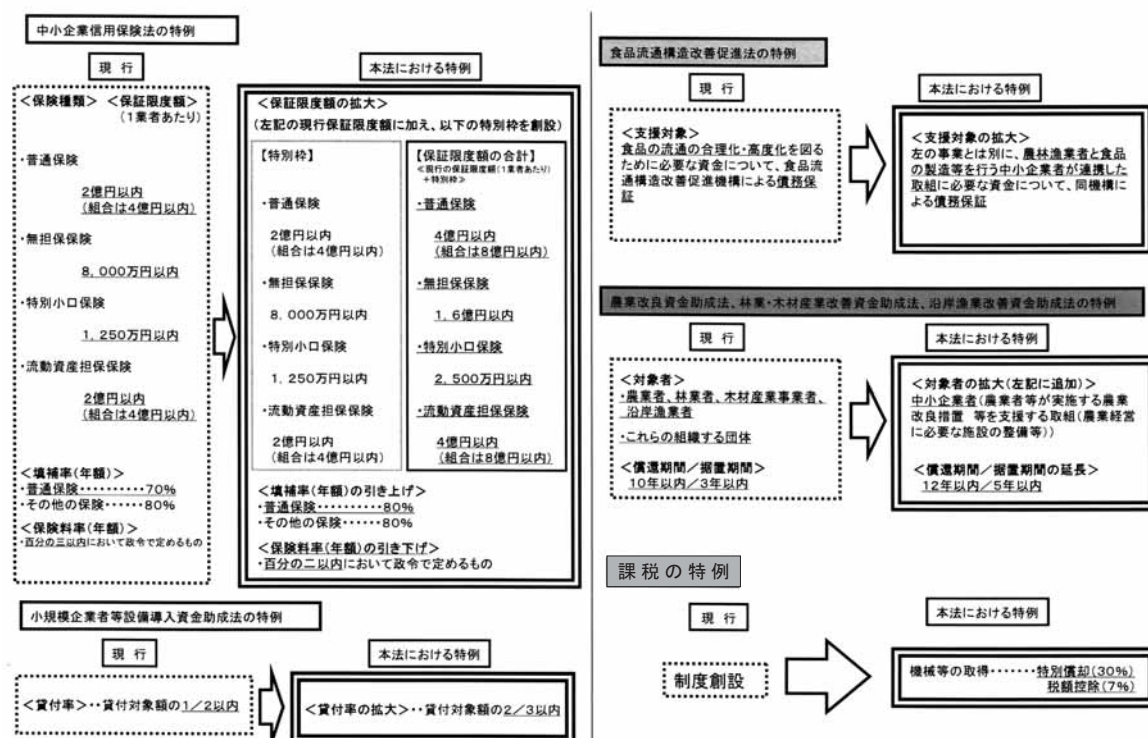 中小企業信用保険法の特例
現 行
<保険種類> <保証限度額>
(1業者あたり)
・普通保険
2億円以内
(組合は4億円以内)
・無担保保険
8,000万円以内
・特別小口保険
1,250万円以内
・流動資産担保保険
2億円以内
(組合は4億円以内)
<填補率(年額)>
・普通保険・・・・・・・・・・70%
・その他の保険・・・・・80%
<保険料率(年額)>
・百分の三以内において政令で定めるもの
本法における特例
<保証限度額の拡大>
(左記の現行保証限度額に加え、以下の特別枠を創設)
【特別枠】
・普通保険
2億円以内
(組合は4億円以内)
・無担保保険
8,000万円以内
・特別小口保険
1,250万円以内
・流動資産担保保険
2億円以内
(組合は4億円以内)
【保証限度額の合計】
<現行の保証限度額(1業者あたり)
+特別枠>
・普通保険
4億円以内
(組合は8億円以内)
・無担保保険
1.6億円以内
・特別小口保険
2,500万円以内
・流動資産担保保険
4億円以内
(組合は8億円以内)
<填補率(年額)の引き上げ>
・普通保険・・・・・・・・・・80%
・その他の保険・・・・・・80%
<保険料率(年額)の引き下げ>
・百分の二以内において政令で定めるもの
小規模企業者等設備導入資金助成法の特例
現 行
<貸付率>・・貸付対象額の1/2以内
本法における特例
<貸付率の拡大>・・貸付対象額の2/3以内
食品流通構造改善促進法の特例
現 行
<支援対象>
食品の流通の合理化・高度化を図る
ために必要な資金について、食品流
通構造改善促進機構による債務保
証
本法における特例
<支援対象の拡大>
左の事業とは別に、農林漁業者と食品
の製造等を行う中小企業者が連携した
取組に必要な資金について、同機構に
よる債務保証
農業改良資金助成法、林業・木材産業改善資金助成法、沿岸漁業改善資金助成法の特例
現 行
<対象者>
・農業者、林業者、木材産業事業者、
沿岸漁業者
・これらの組織する団体
<償還期間/据置期間>
10年以内/3年以内
本法における特例
<対象者の拡大(左記に追加)>
中小企業者(農業者等が実施する農業
改良措置 等を支援する取組(農業経営
に必要な施設の整備等))
<償還期間/据置期間の延長>
12年以内/5年以内
課税の特例
現 行
制度創設
本法における特例
機械等の取得・・・・・・・特別償却(30%)
税額控除(7%)